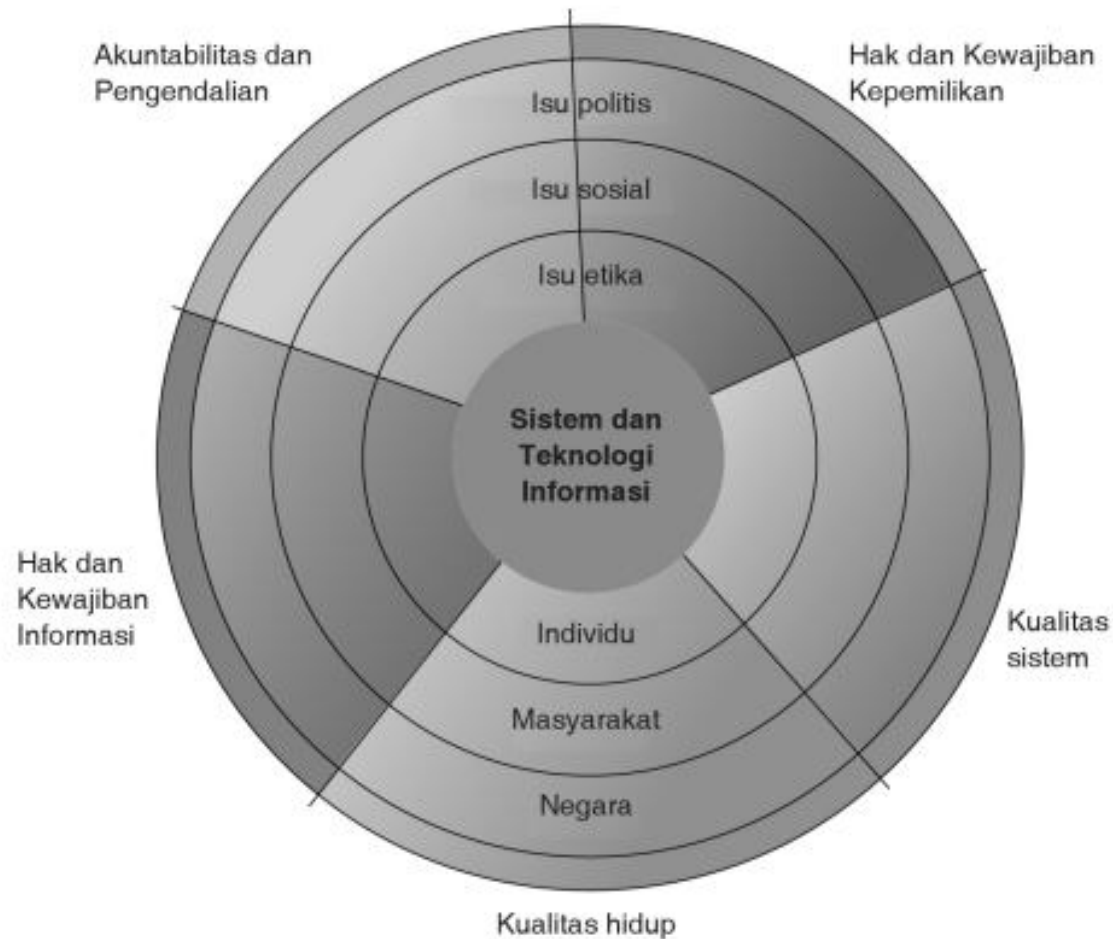 Akuntabilitas dan
Pengendalian
Hak dan Kewajiban
Kepemilikan
Isu politis
Isu sosial
Isu etika
Sistem dan
Teknologi
Informasi
Hak dan
Kewajiban
Informasi
Individu
Kualitas
sistem
Masyarakat
Negara
Kualitas hidup